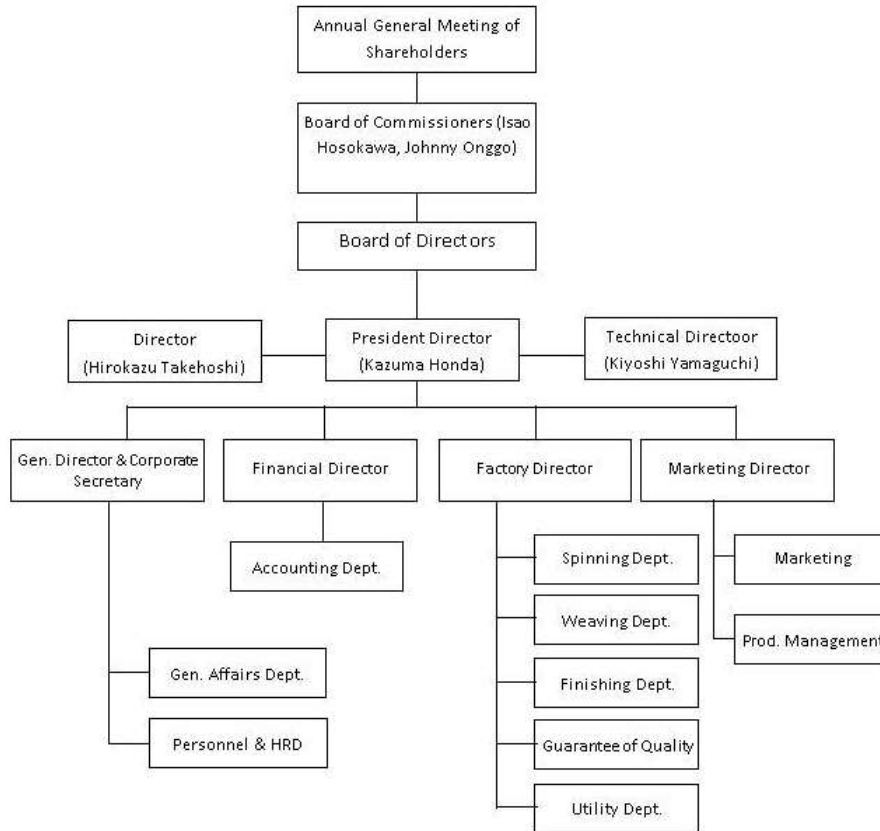 Annual General Meeting of
Shareholders
Board of Commissioners (Isao
Hosokawa, Johnny Onggo)
Board of Directors
Director
(Hirokazu Takehoshi)
President Director
(Kazuma Honda)
Technical Directoor
(Kiyoshi Yamaguchi)
Gen. Director & Corporate
Secretary
Financial Director
Factory Director
Marketing Director
Accounting Dept.
Spinning Dept.
Marketing
Weaving Dept.
Prod. Management
Gen. Affairs Dept.
Finishing Dept.
Personnel & HRD
Guarantee of Quality
Utility Dept.